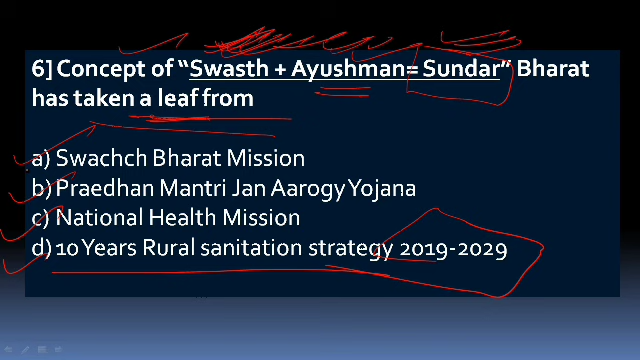 6] Concept of “Swasth + Ayushman= Sundar” Bharat
has taken a leaf from
a) Swachch Bharat Mission
b) Praedhan Mantri Jan Aarogy Yojana
c) National Health Mission
d) 10 Years Rural sanitation strategy 2019-2029